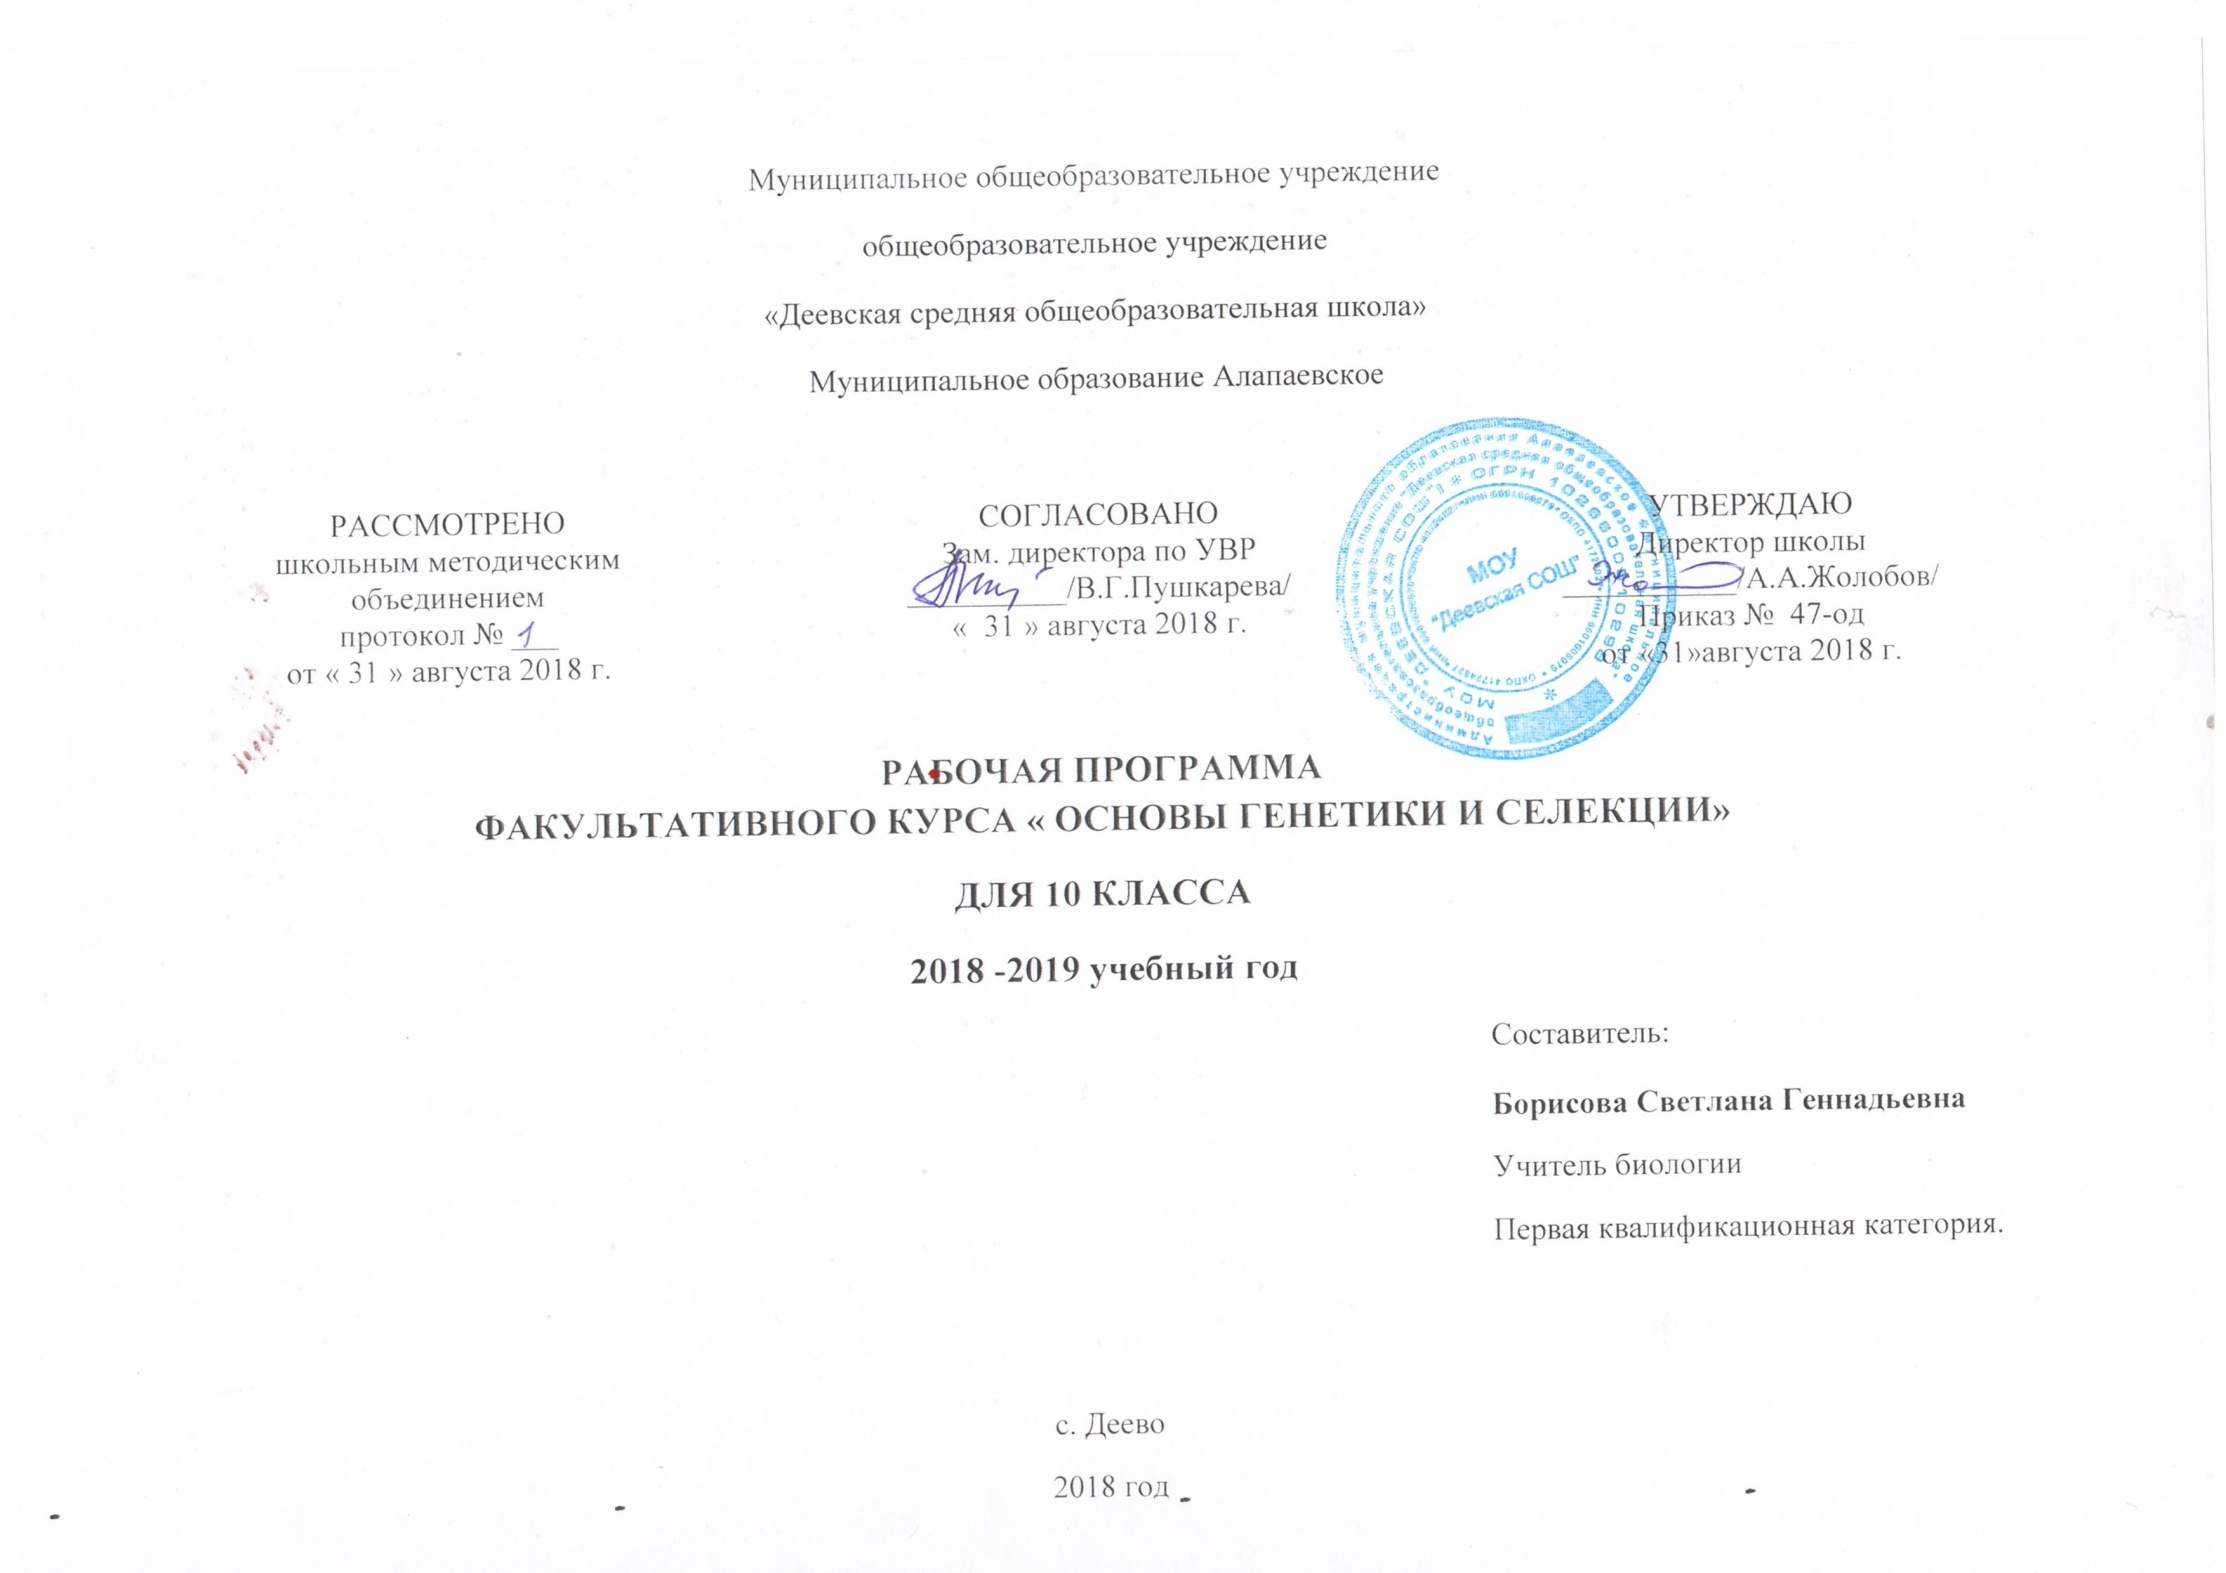 Муниципальное общеобразовательное учреждение
общеобразовательное учреждение
«Деевская средняя общеобразовательная школа»
Муниципальное образование Алапаевское
РАССМОТРЕНО
школьным методическим
объединением
протокол № 1
от « 31 » августа 2018 г.
СОГЛАСОВАНО
Зам. директора по УВР
/В.Г.Пушкарева/
« 31 » августа 2018 г.
МОУ
"Деевская СОШ"
УТВЕРЖДАЮ
Директор школы
/А.А.Жолобов/
Приказ № 47-од
от «31»августа 2018 г.
РАБОЧАЯ ПРОГРАММА
ФАКУЛЬТАТИВНОГО КУРСА « ОСНОВЫ ГЕНЕТИКИ И СЕЛЕКЦИИ»
ДЛЯ 10 КЛАССА
2018 -2019 учебный год
Составитель:
Борисова Светлана Геннадьевна
Учитель биологии
Первая квалификационная категория.
с. Деево
2018 год